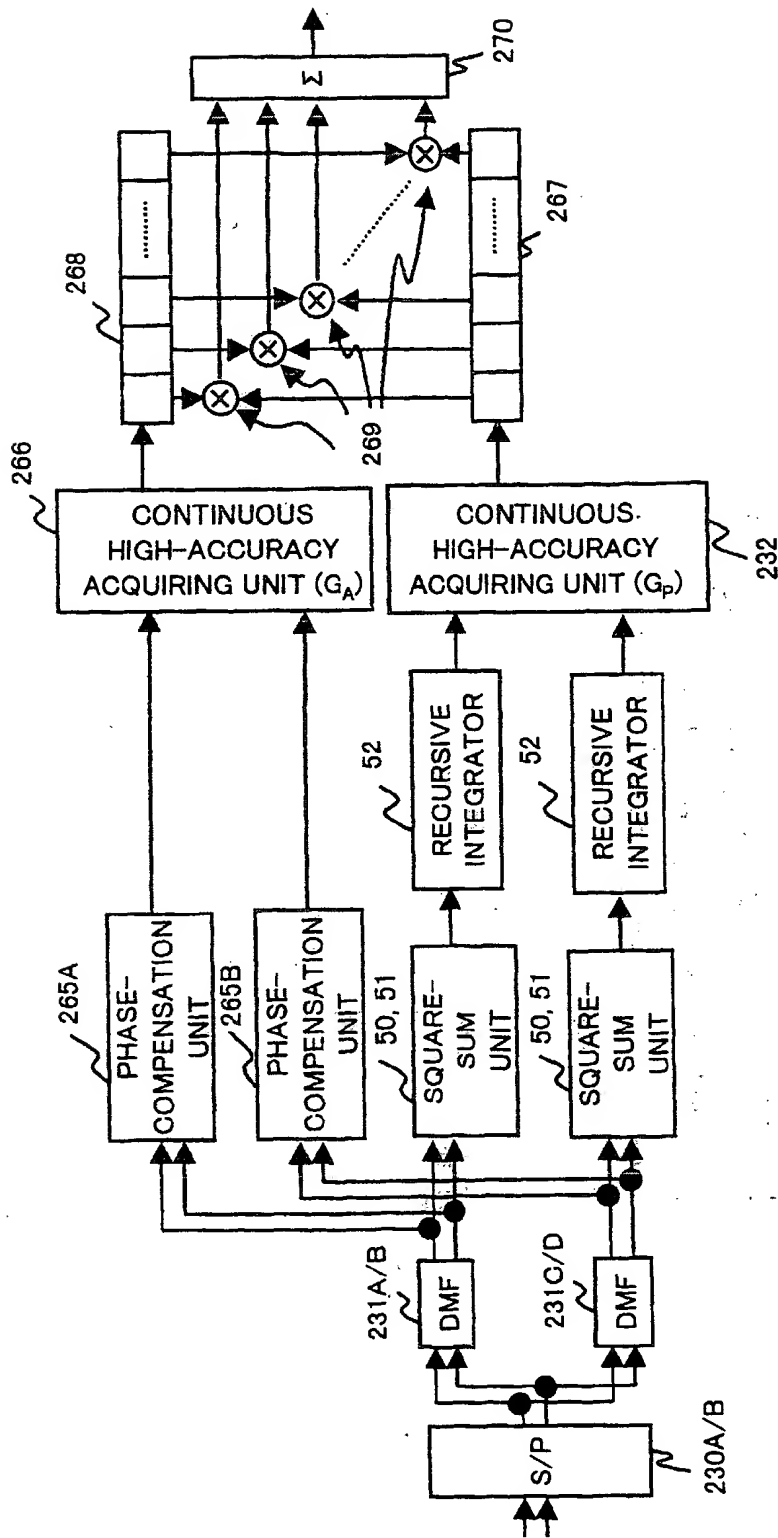 S/P
230A/B
231A/B
DMF
231C/D
DMF
265A
PHASE-
COMPENSATION
UNIT
265B
PHASE-
COMPENSATION
UNIT
50, 51
SQUARE-
SUM
UNIT
50, 51
SQUARE-
SUM
UNIT
52
RECURSIVE
INTEGRATOR
52
RECURSIVE
INTEGRATOR
266
CONTINUOUS
HIGH-ACCURACY
ACQUIRING UNIT (GA)
CONTINUOUS
HIGH-ACCURACY
ACQUIRING UNIT (GP)
232
268
269
267
Σ
270